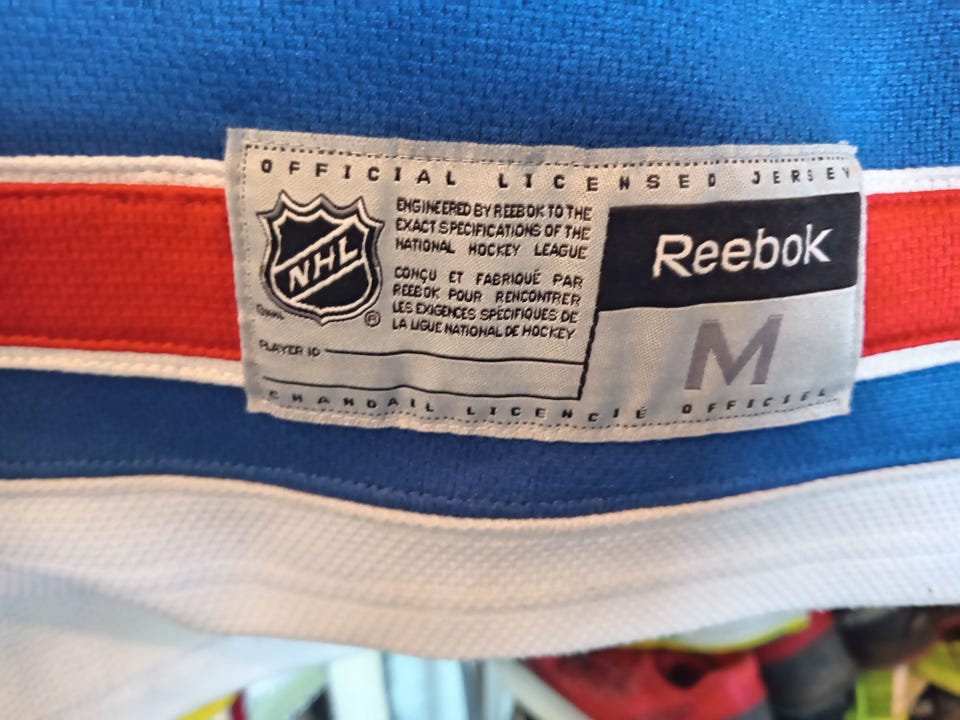 OFFICIAL LICENSED JERSEY
NHL
®
ENGINEERED BY REEBOK TO THE
EXACT SPECIFICATIONS OF THE
NATIONAL HOCKEY LEAGUE
CONÇU ET FABRIQUÉ PAR
REEBOK POUR RENCONTRER
LES EXIGENCES SPÉCIFIQUES DE
LA LIGUE NATIONAL DE HOCKEY
©NHL
PLAYER ID
Reebok
M
CHANDAIL LICENCIÉ OFFICIEL